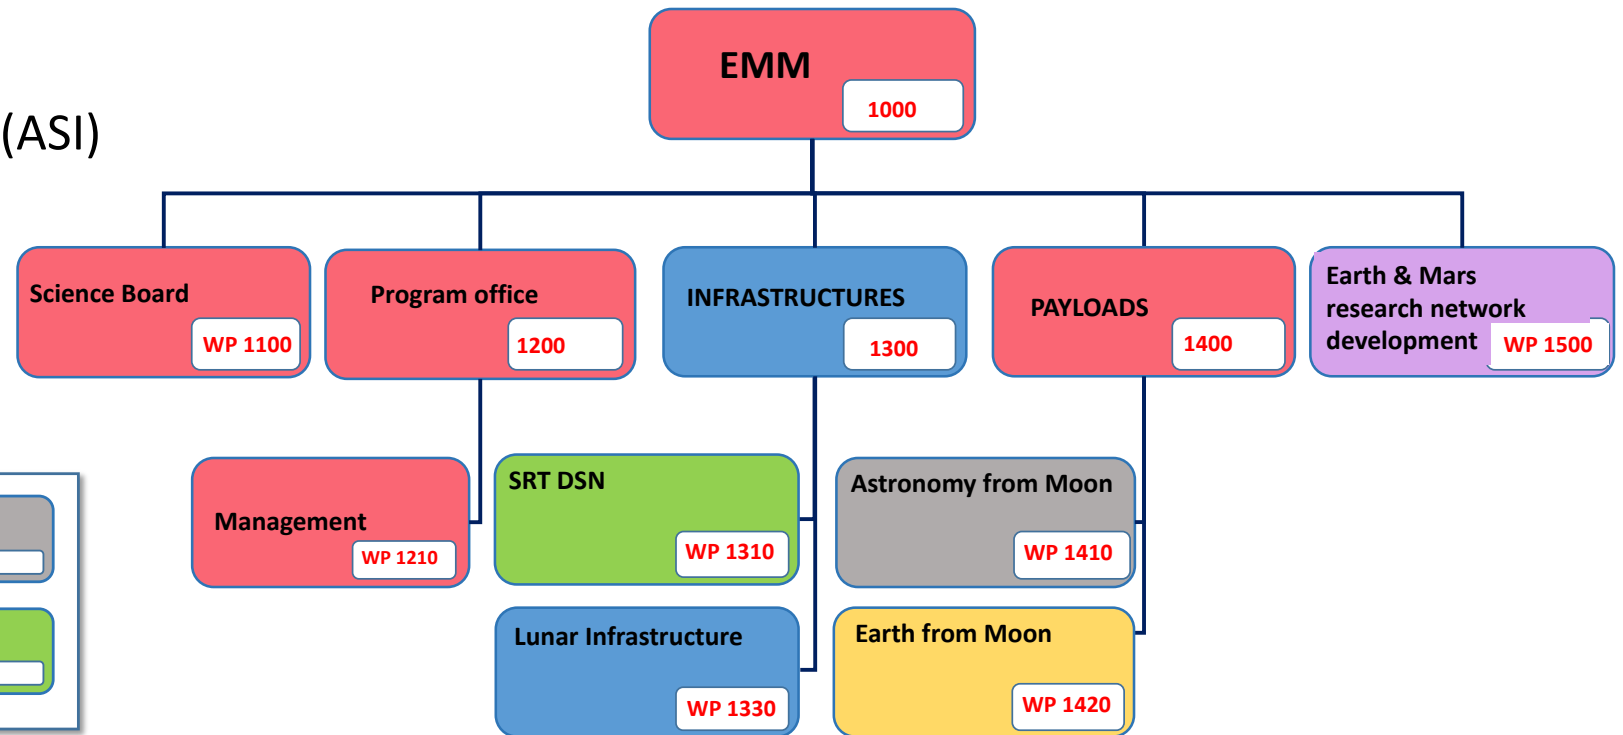 EMM
1000
(ASI)
Science Board
WP 1100
Program office
1200
INFRASTRUCTURES
1300
PAYLOADS
1400
Earth & Mars
research network
development
WP 1500
Management
WP 1210
SRT DSN
WP 1310
Astronomy from Moon
WP 1410
Lunar Infrastructure
WP 1330
Earth from Moon
WP 1420